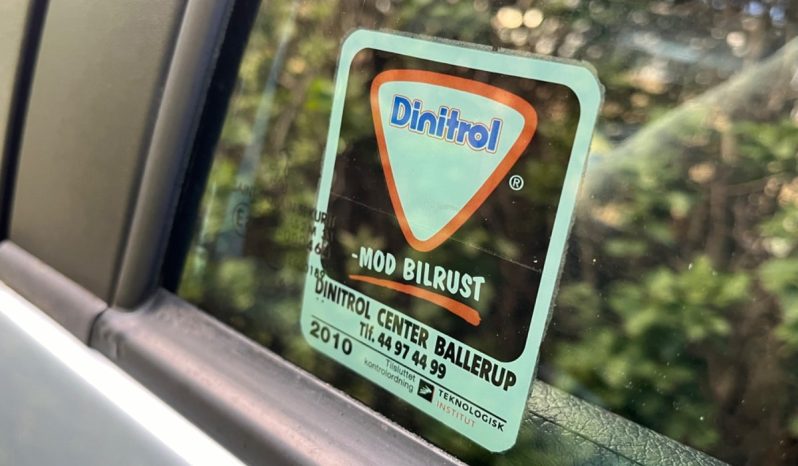 Dinitrol
®
-MOD BILRUST
DINITROL CENTER BALLERUP
Tlf. 44 97 44 99
2010
Tilsluttet
kontrolordning
TEKNOLOGISK
INSTITUT